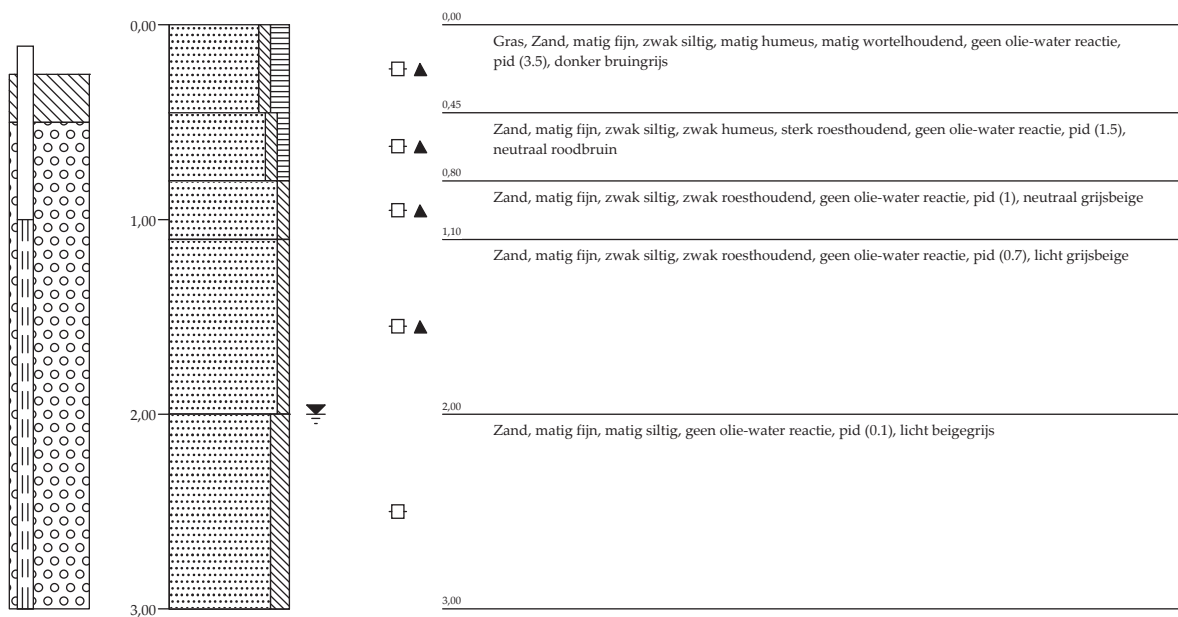 0,00
0,00
Gras, Zand, matig fijn, zwak siltig, matig humeus, matig wortelhoudend, geen olie-water reactie,
pid (3.5), donker bruingrijs
0,45
Zand, matig fijn, zwak siltig, zwak humeus, sterk roesthoudend, geen olie-water reactie, pid (1.5),
neutraal roodbruin
0,80
Zand, matig fijn, zwak siltig, zwak roesthoudend, geen olie-water reactie, pid (1), neutraal grijsbeige
1,00
1,10
Zand, matig fijn, zwak siltig, zwak roesthoudend, geen olie-water reactie, pid (0.7), licht grijsbeige
2,00
2,00
Zand, matig fijn, matig siltig, geen olie-water reactie, pid (0.1), licht beigegrijs
3,00
3,00